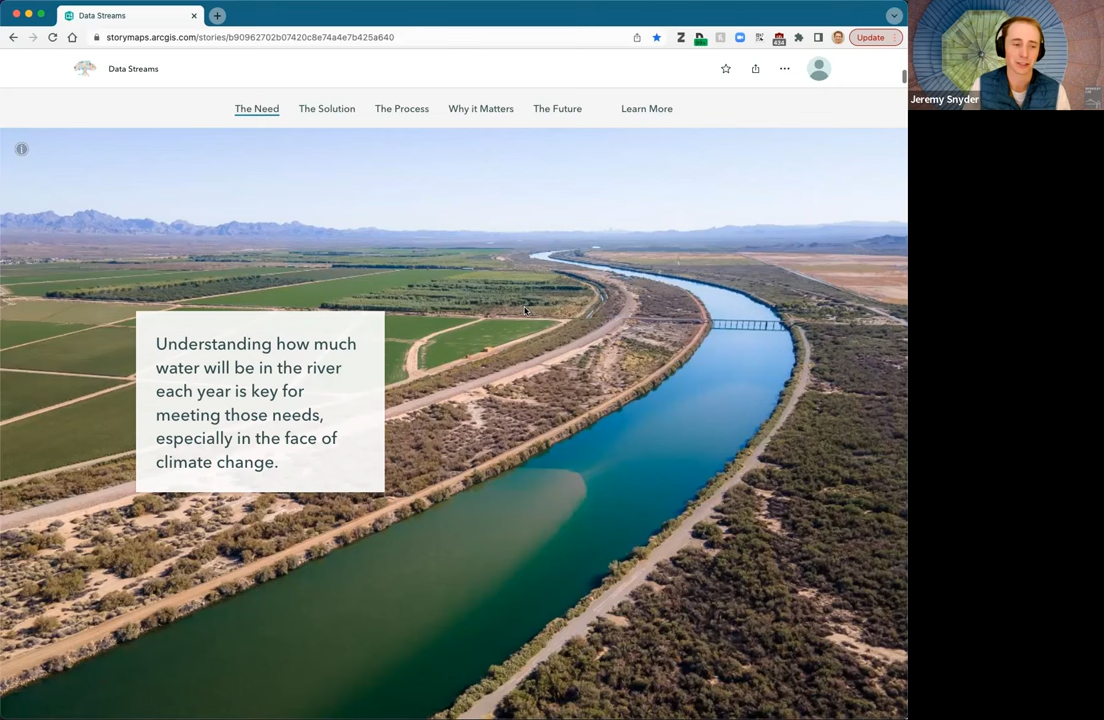 Data Streams
storymaps.arcgis.com/stories/b90962702b07420c8e74a4e7b425a640
434
Update
Data Streams
The Need
The Solution
The Process
Why it Matters
The Future
Learn More
Understanding how much
water will be in the river
each year is key for
meeting those needs,
especially in the face of
climate change.
Jeremy Snyder